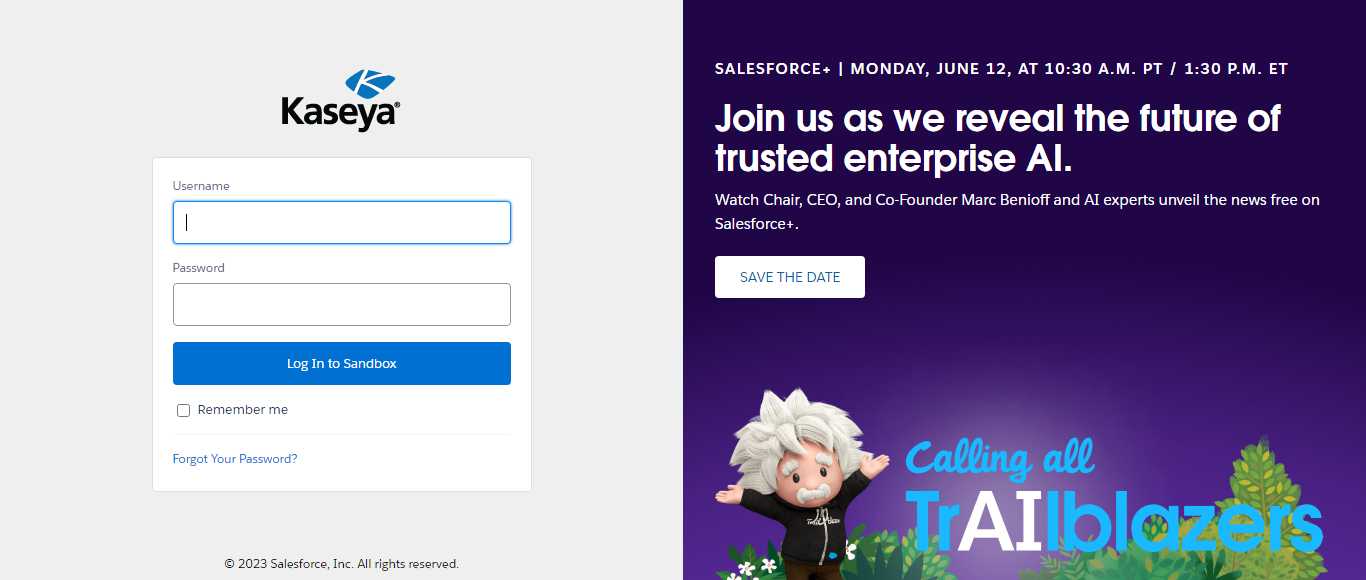 Kaseya®
Username
Password
Log In to Sandbox
Remember me
Forgot Your Password?
© 2023 Salesforce, Inc. All rights reserved.
SALESFORCE+ | MONDAY, JUNE 12, AT 10:30 A.M. PT / 1:30 P.M. ET
Join us as we reveal the future of
trusted enterprise AI.
Watch Chair, CEO, and Co-Founder Marc Benioff and AI experts unveil the news free on
Salesforce+.
SAVE THE DATE
Calling all
TrAIlblazers